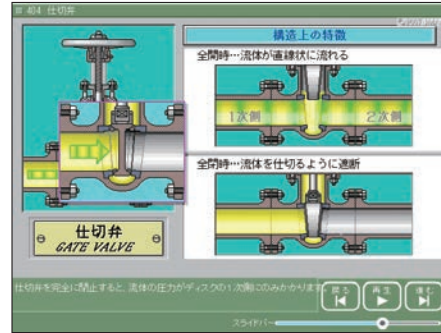 404 仕切弁
構造上の特徴
全開時…流体が直線状に流れる
1次側
2次側
全閉時…流体を仕切るように遮断
仕切弁
GATE VALVE
仕切弁を完全に閉止すると、流体の圧力がディスクの1次側にのみかかります。
戻る
再生
進む
スライドバー